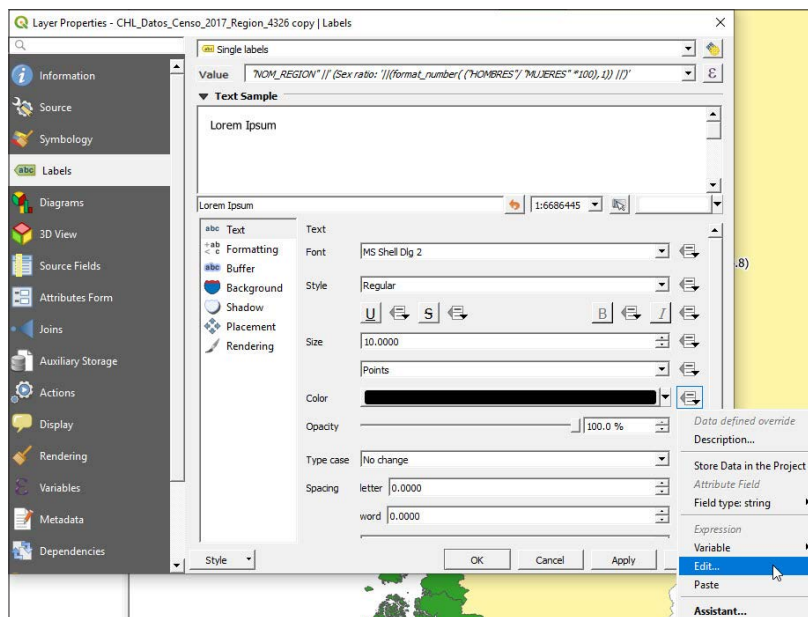 Layer Properties - CHL_Datos_Censo_2017_Region_4326 copy | Labels
Information
Source
Symbology
abc Labels
Diagrams
3D View
Source Fields
Attributes Form
Joins
Auxiliary Storage
Actions
Display
Rendering
Variables
Metadata
Dependencies
abc Single labels
Value "NOM_REGION" ||' (Sex ratio: '||(format_number( ("HOMBRES"/ "MUJERES" *100),1)) ||')' ε
Text Sample
Lorem Ipsum
Lorem Ipsum 1:6686445
abc Text
+ab < c Formatting
abc Buffer
Background
Shadow
Placement
Rendering
Text
Font MS Shell Dlg 2
.8)
Style Regular
U S B I
Size 10.0000
Points
Color
Opacity 100.0 %
Type case No change
Spacing letter 0.0000
word 0.0000
Style OK Cancel Apply
Data defined override
Description...
Store Data in the Project
Attribute Field
Field type: string
Expression
Variable
Edit...
Paste
Assistant...